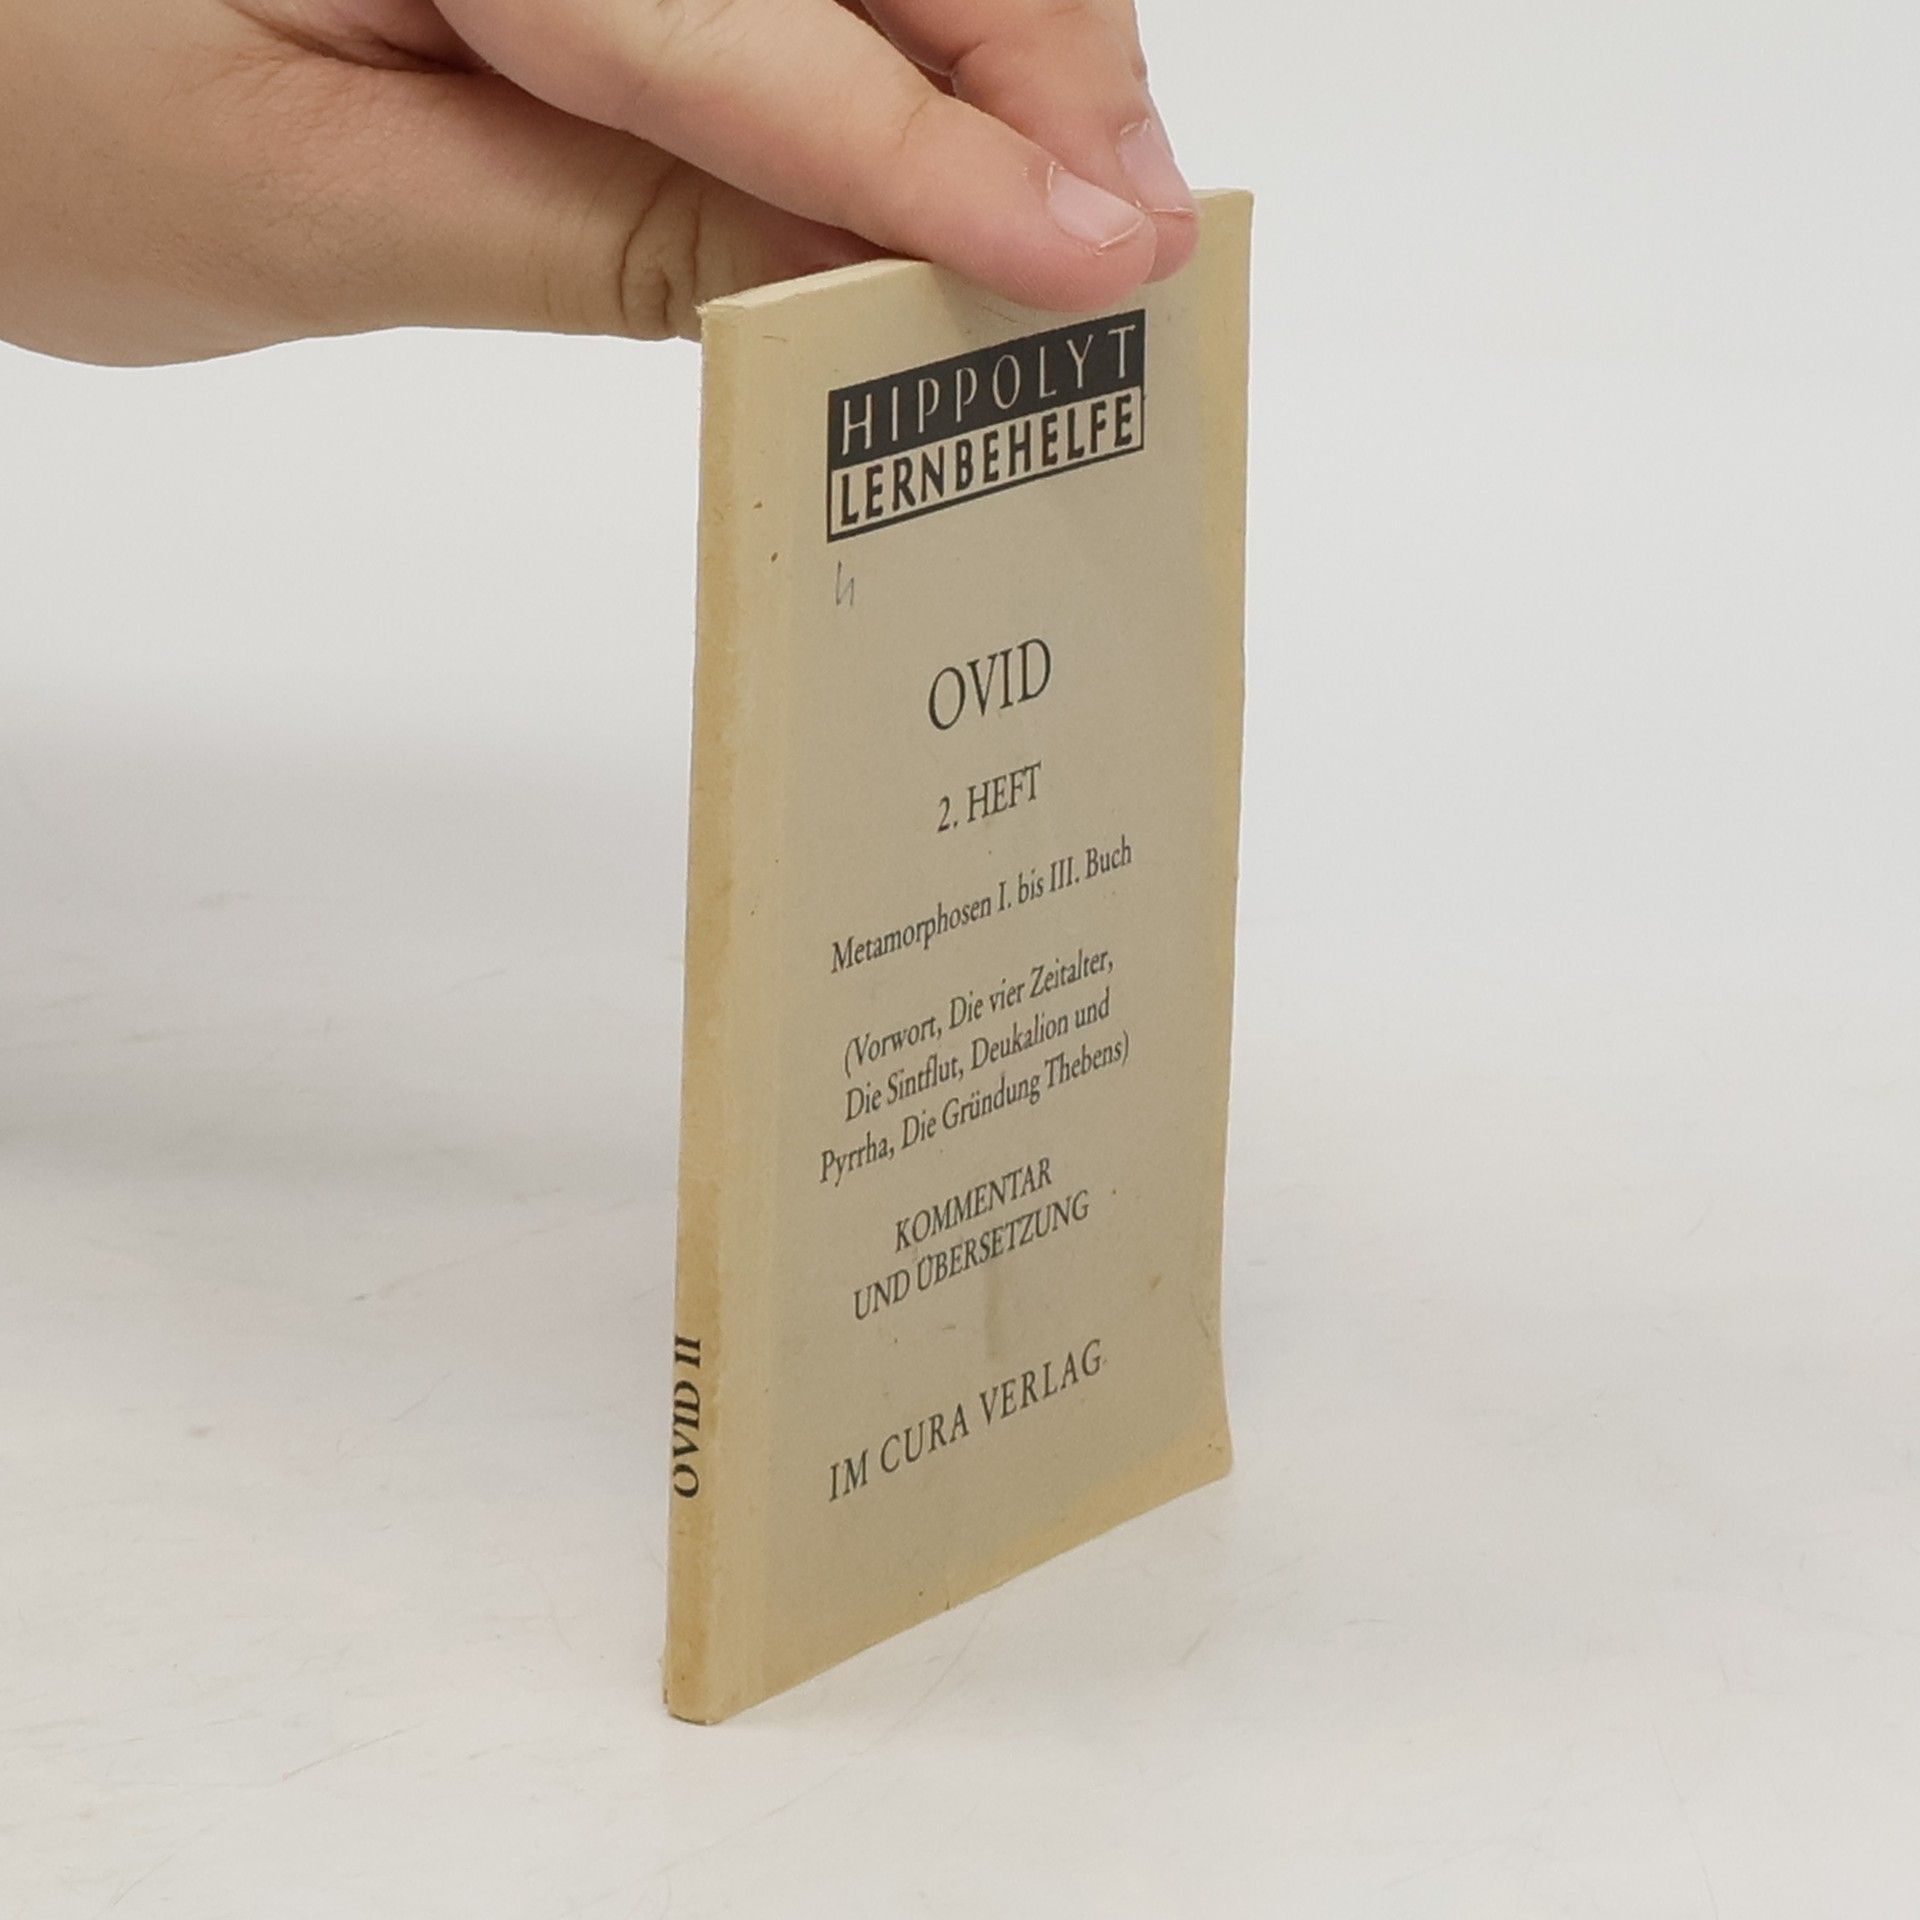 HIPPOLYT
LERNBEHELFE
OVID
2. HEFT
Metamorphosen I. bis III. Buch
(Vorwort, Die vier Zeitalter,
Die Sintflut, Deukalion und
Pyrrha, Die Gründung Thebens)
KOMMENTAR
UND ÜBERSETZUNG
IM CURA VERLAG
OVID II